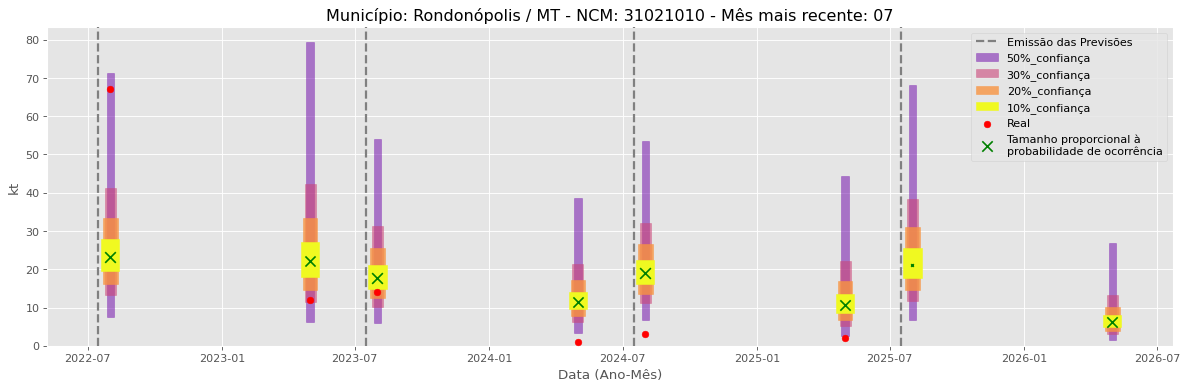 Município: Rondonópolis / MT - NCM: 31021010 - Mês mais recente: 07
80
70
60
50
40
30
20
10
0
kt
Emissão das Previsões
50%_confiança
30%_confiança
20%_confiança
10%_confiança
Real
Tamanho proporcional à
probabilidade de ocorrência
2022-07
2023-01
2023-07
2024-01
2024-07
2025-01
2025-07
2026-01
2026-07
Data (Ano-Mês)